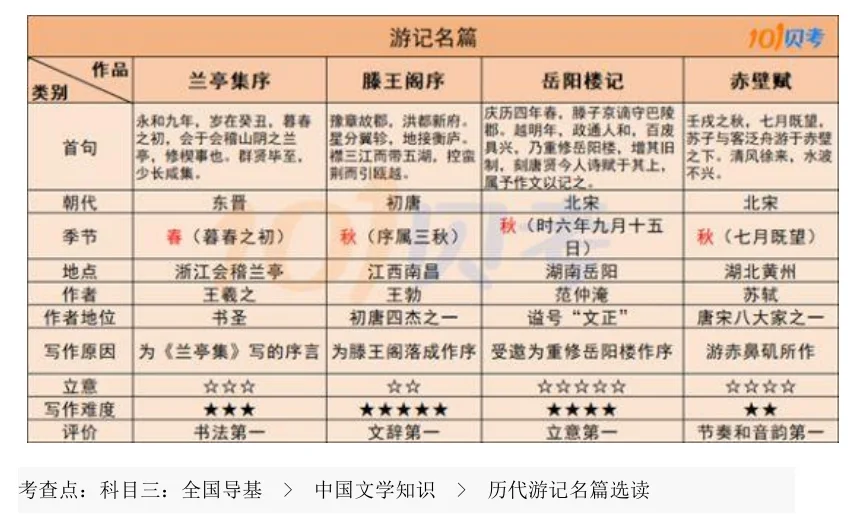 游记名篇
101贝考
作品
类别
兰亭集序
滕王阁序
岳阳楼记
赤壁赋
首句
永和九年，岁在癸丑，暮春
之初，会于会稽山阴之兰
亭，修楔事也。群贤毕至，
少长咸集。
豫章故郡，洪都新府。
星分翼轸，地接衡庐。
襟三江而带五湖，控蛮
荆而引瓯越。
庆历四年春，滕子京谪守巴陵
郡。越明年，政通人和，百废
具兴，乃重修岳阳楼，增其旧
制，刻唐贤今人诗赋于其上，
属予作文以记之。
壬戌之秋，七月既望，
苏子与客泛舟游于赤壁
之下。清风徐来，水波
不兴。
朝代
东晋
初唐
北宋
北宋
季节
春（暮春之初）
秋（序属三秋）
秋（时六年九月十五
日）
秋（七月既望）
地点
浙江会稽兰亭
江西南昌
湖南岳阳
湖北黄州
作者
王羲之
王勃
范仲淹
苏轼
作者地位
书圣
初唐四杰之一
谥号“文正”
唐宋八大家之一
写作原因
为《兰亭集》写的序言
为滕王阁落成作序
受邀为重修岳阳楼作序
游赤鼻矶所作
立意
☆☆☆
☆☆
☆☆☆☆☆
☆☆☆☆
写作难度
★★★
★★★★★
★★★★
★★
评价
书法第一
文辞第一
立意第一
节奏和音韵第一
101贝考
考查点：科目三：全国导基 > 中国文学知识 > 历代游记名篇选读